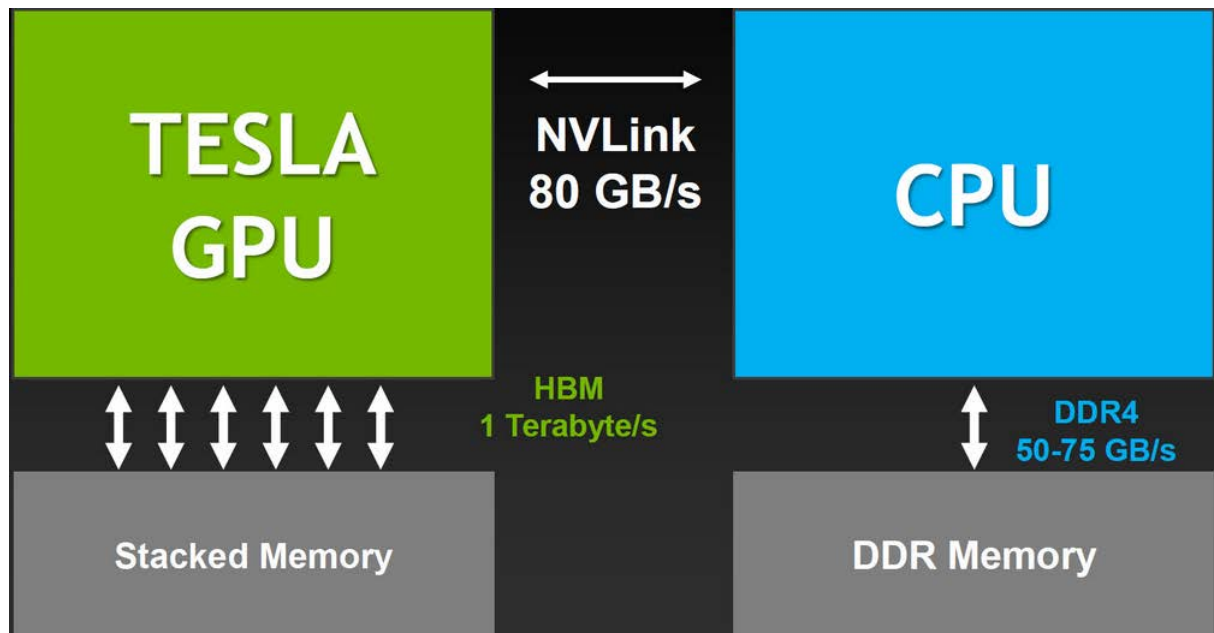 TESLA
GPU
NVLink
80 GB/s
CPU
HBM
1 Terabyte/s
DDR4
50-75 GB/s
Stacked Memory
DDR Memory